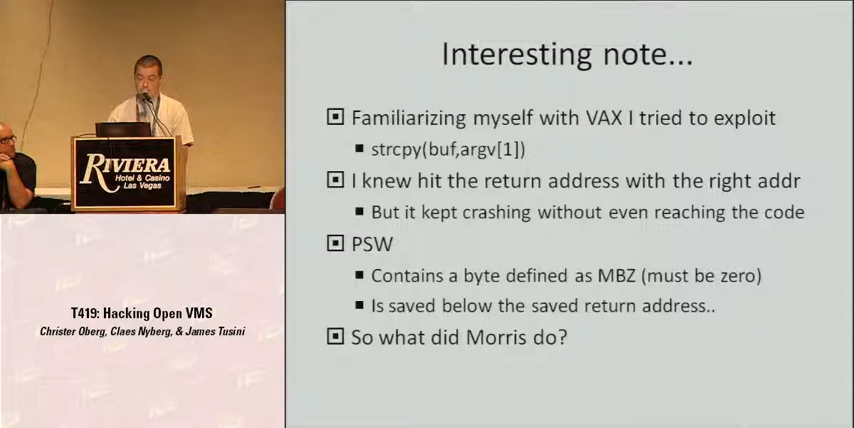 Interesting note...
Familiarizing myself with VAX I tried to exploit
strcpy(buf,argv[1])
I knew hit the return address with the right addr
But it kept crashing without even reaching the code
PSW
Contains a byte defined as MBZ (must be zero)
Is saved below the saved return address..
So what did Morris do?
RIVIERA
Hotel & Casino
Las Vegas
T419: Hacking Open VMS
Christer Oberg, Claes Nyberg, & James Tusini